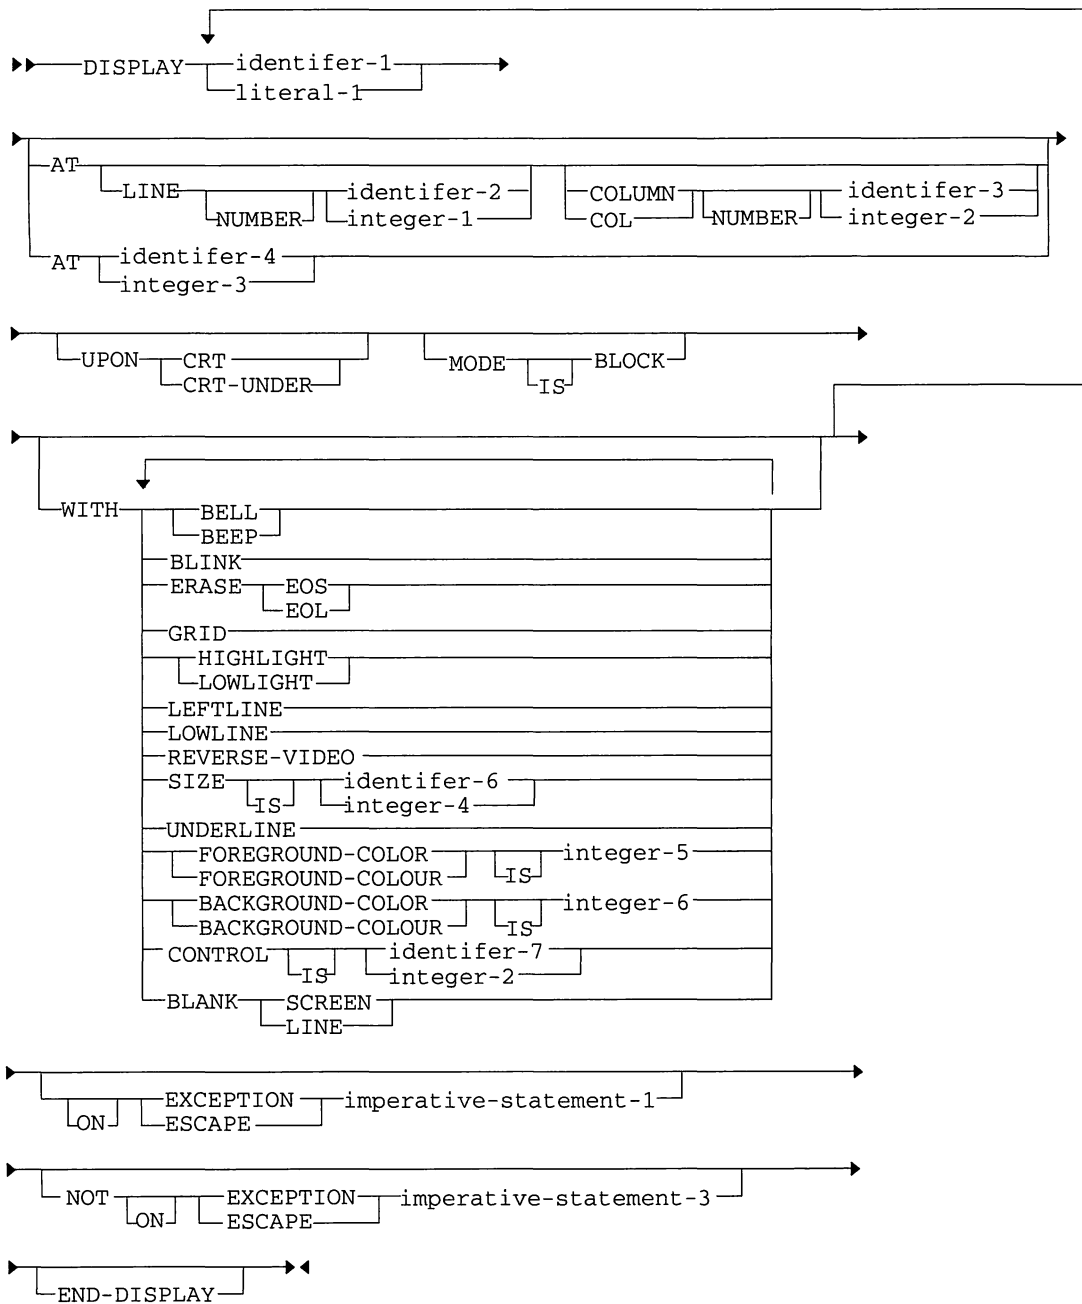 DISPLAY identifer-1
literal-1
AT
LINE NUMBER identifer-2 COLUMN NUMBER identifer-3
integer-1 COL integer-2
AT identifer-4
integer-3
UPON CRT MODE IS BLOCK
CRT-UNDER
WITH BELL
BEEP
BLINK
ERASE EOS
EOL
GRID
HIGHLIGHT
LOWLIGHT
LEFTLINE
LOWLINE
REVERSE-VIDEO
SIZE IS identifer-6
integer-4
UNDERLINE
FOREGROUND-COLOR IS integer-5
FOREGROUND-COLOUR
BACKGROUND-COLOR IS integer-6
BACKGROUND-COLOUR
CONTROL IS identifer-7
integer-2
BLANK SCREEN
LINE
ON EXCEPTION imperative-statement-1
ESCAPE
NOT ON EXCEPTION imperative-statement-3
ESCAPE
END-DISPLAY